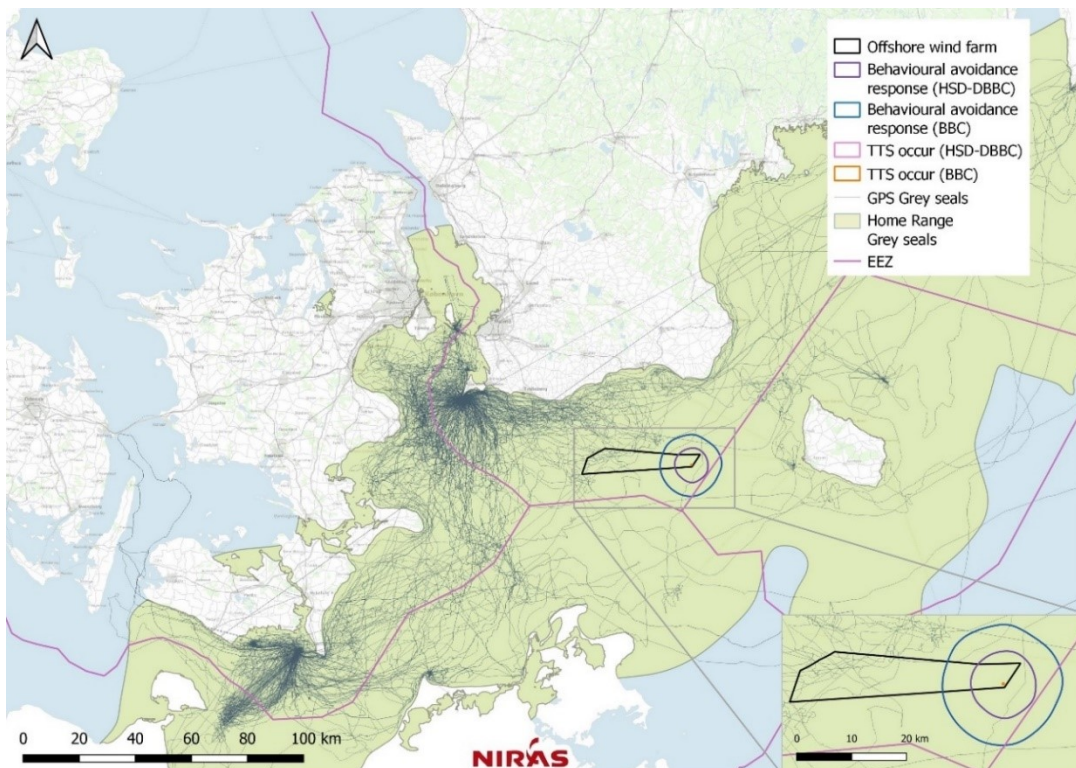 Offshore wind farm
Behavioural avoidance
response (HSD-DBBC)
Behavioural avoidance
response (BBC)
TTS occur (HSD-DBBC)
TTS occur (BBC)
GPS Grey seals
Home Range
Grey seals
EEZ
0 20 40 60 80 100 km
NIRAS
0 10 20 km